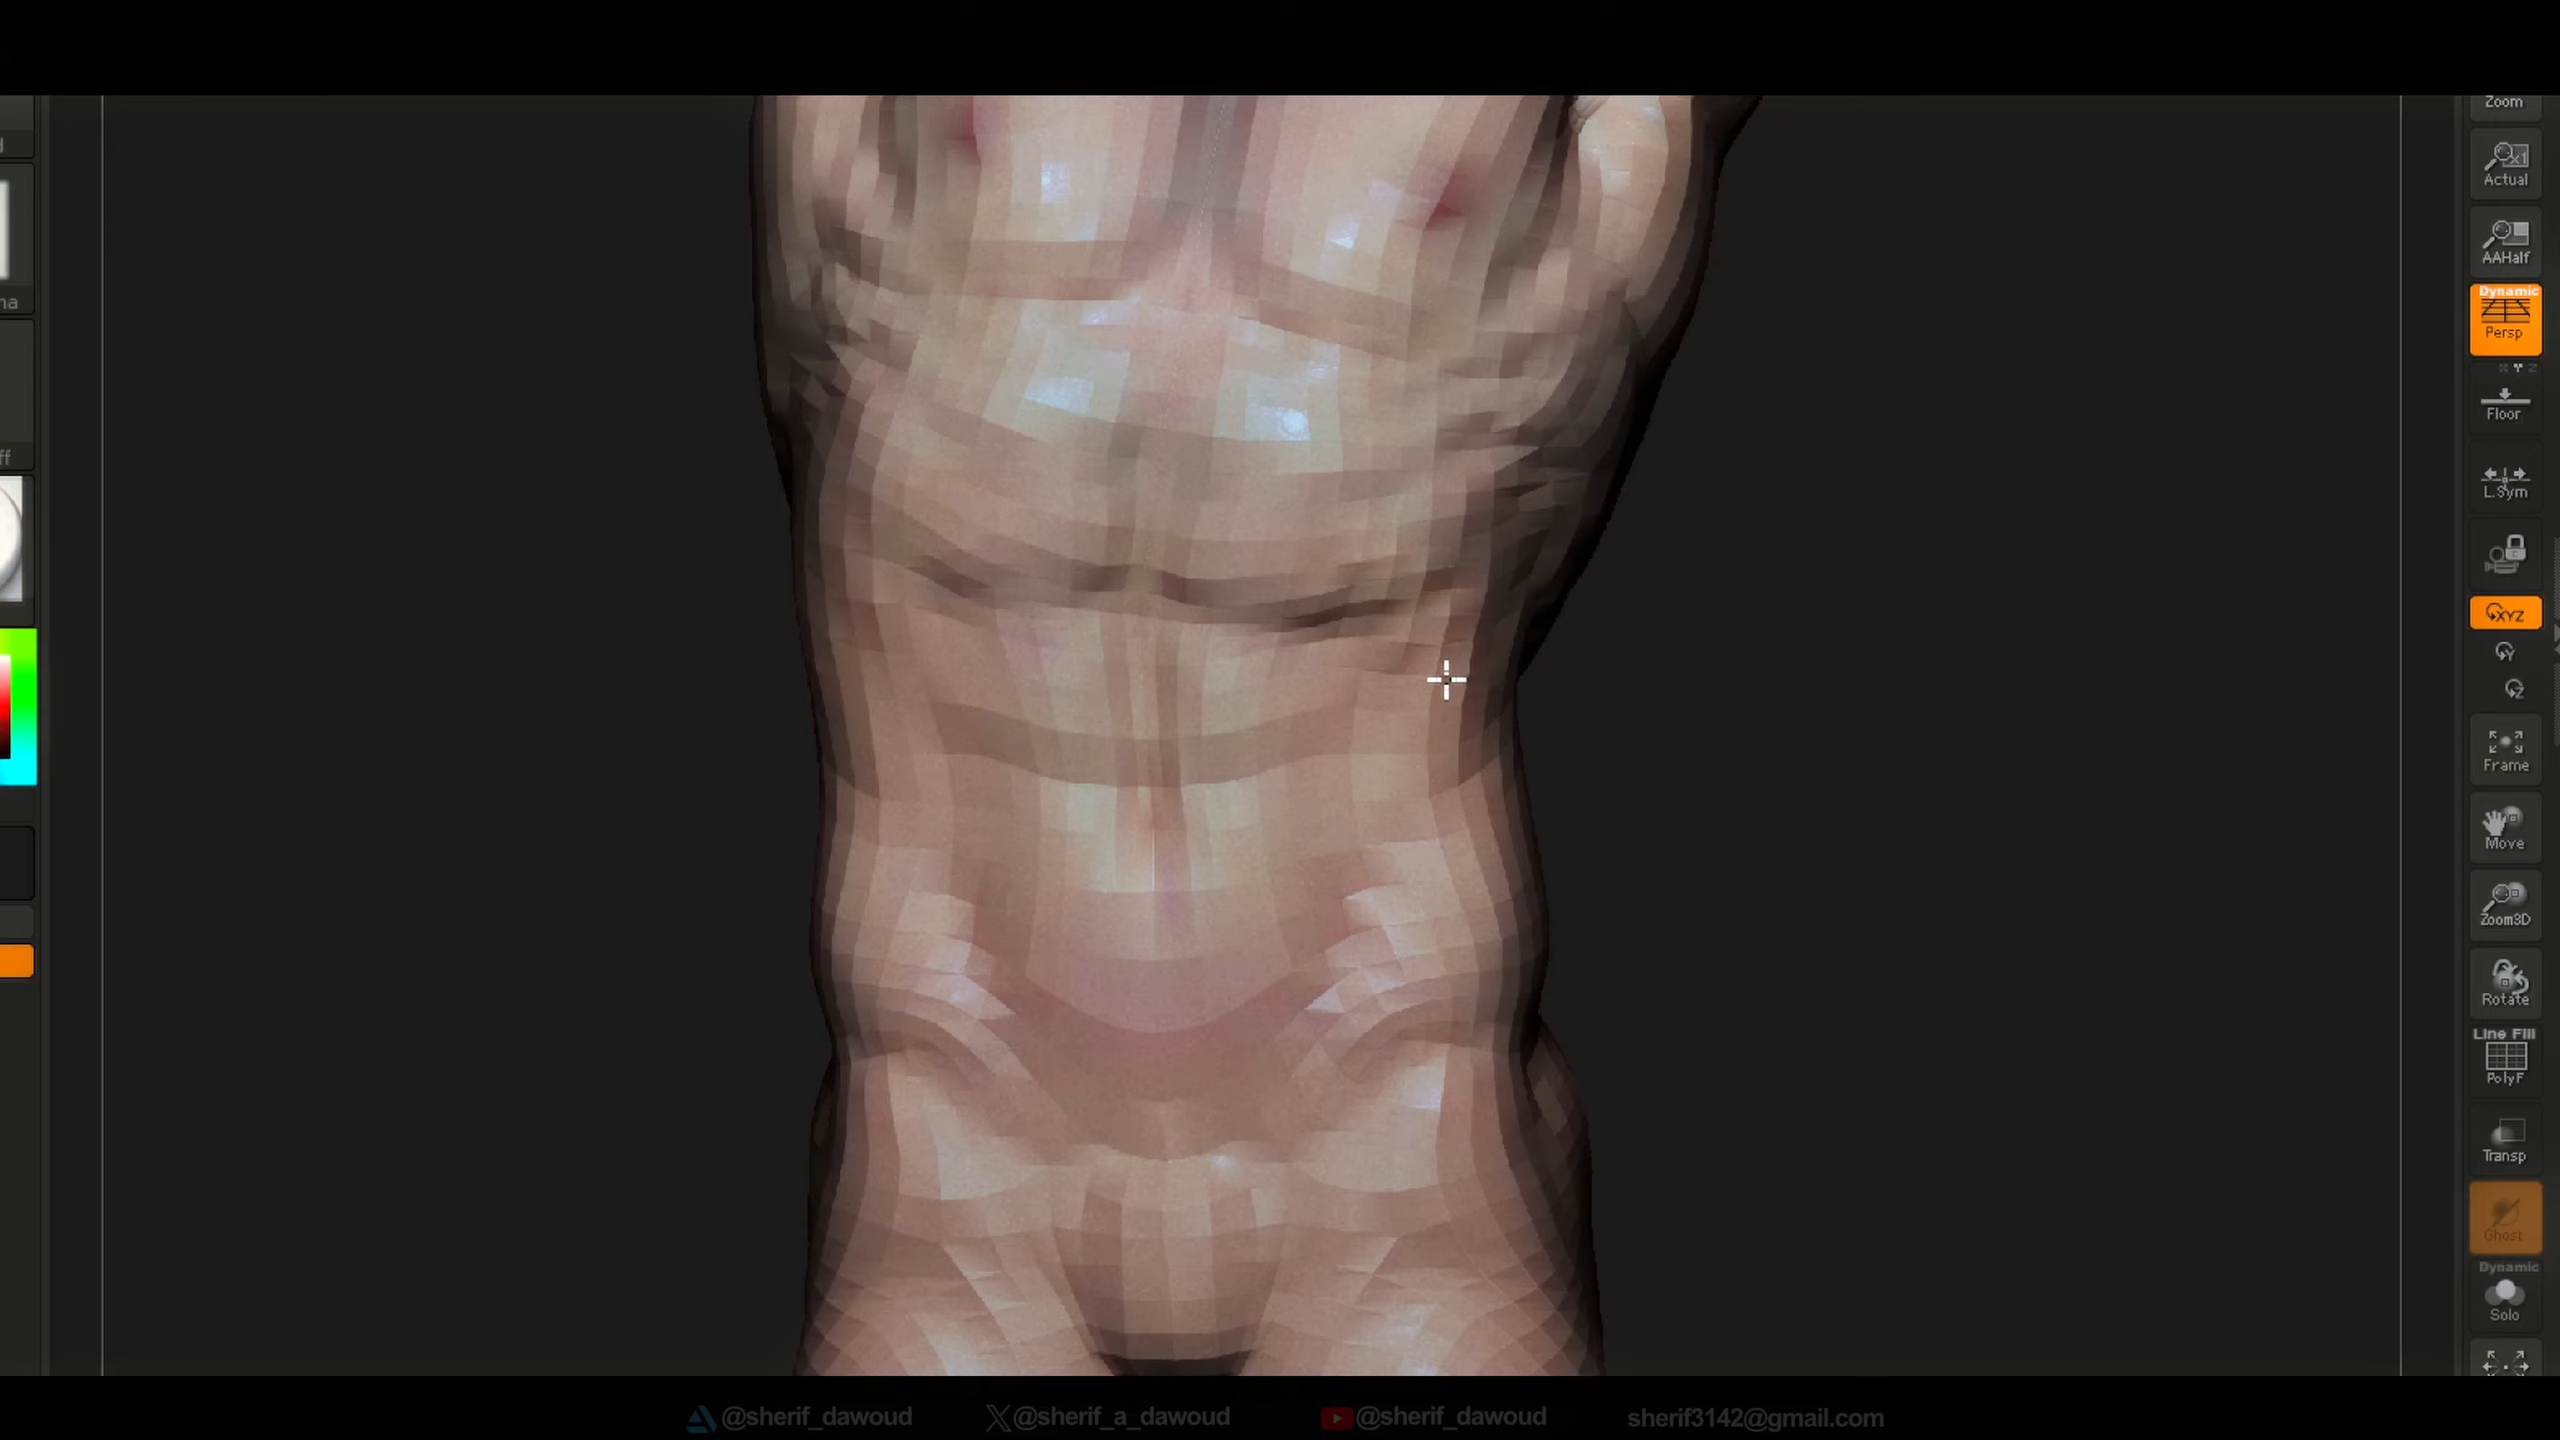 Zoom
Actual
AAHalf
Dynamic
Persp
Floor
L.Sym
XYZ
Y
Z
Frame
Move
Zoom3D
Rotate
Line Fill
PolyF
Transp
Ghost
Dynamic
Solo
@sherif_dawoud @sherif_a_dawoud @sherif_dawoud sherif3142@gmail.com